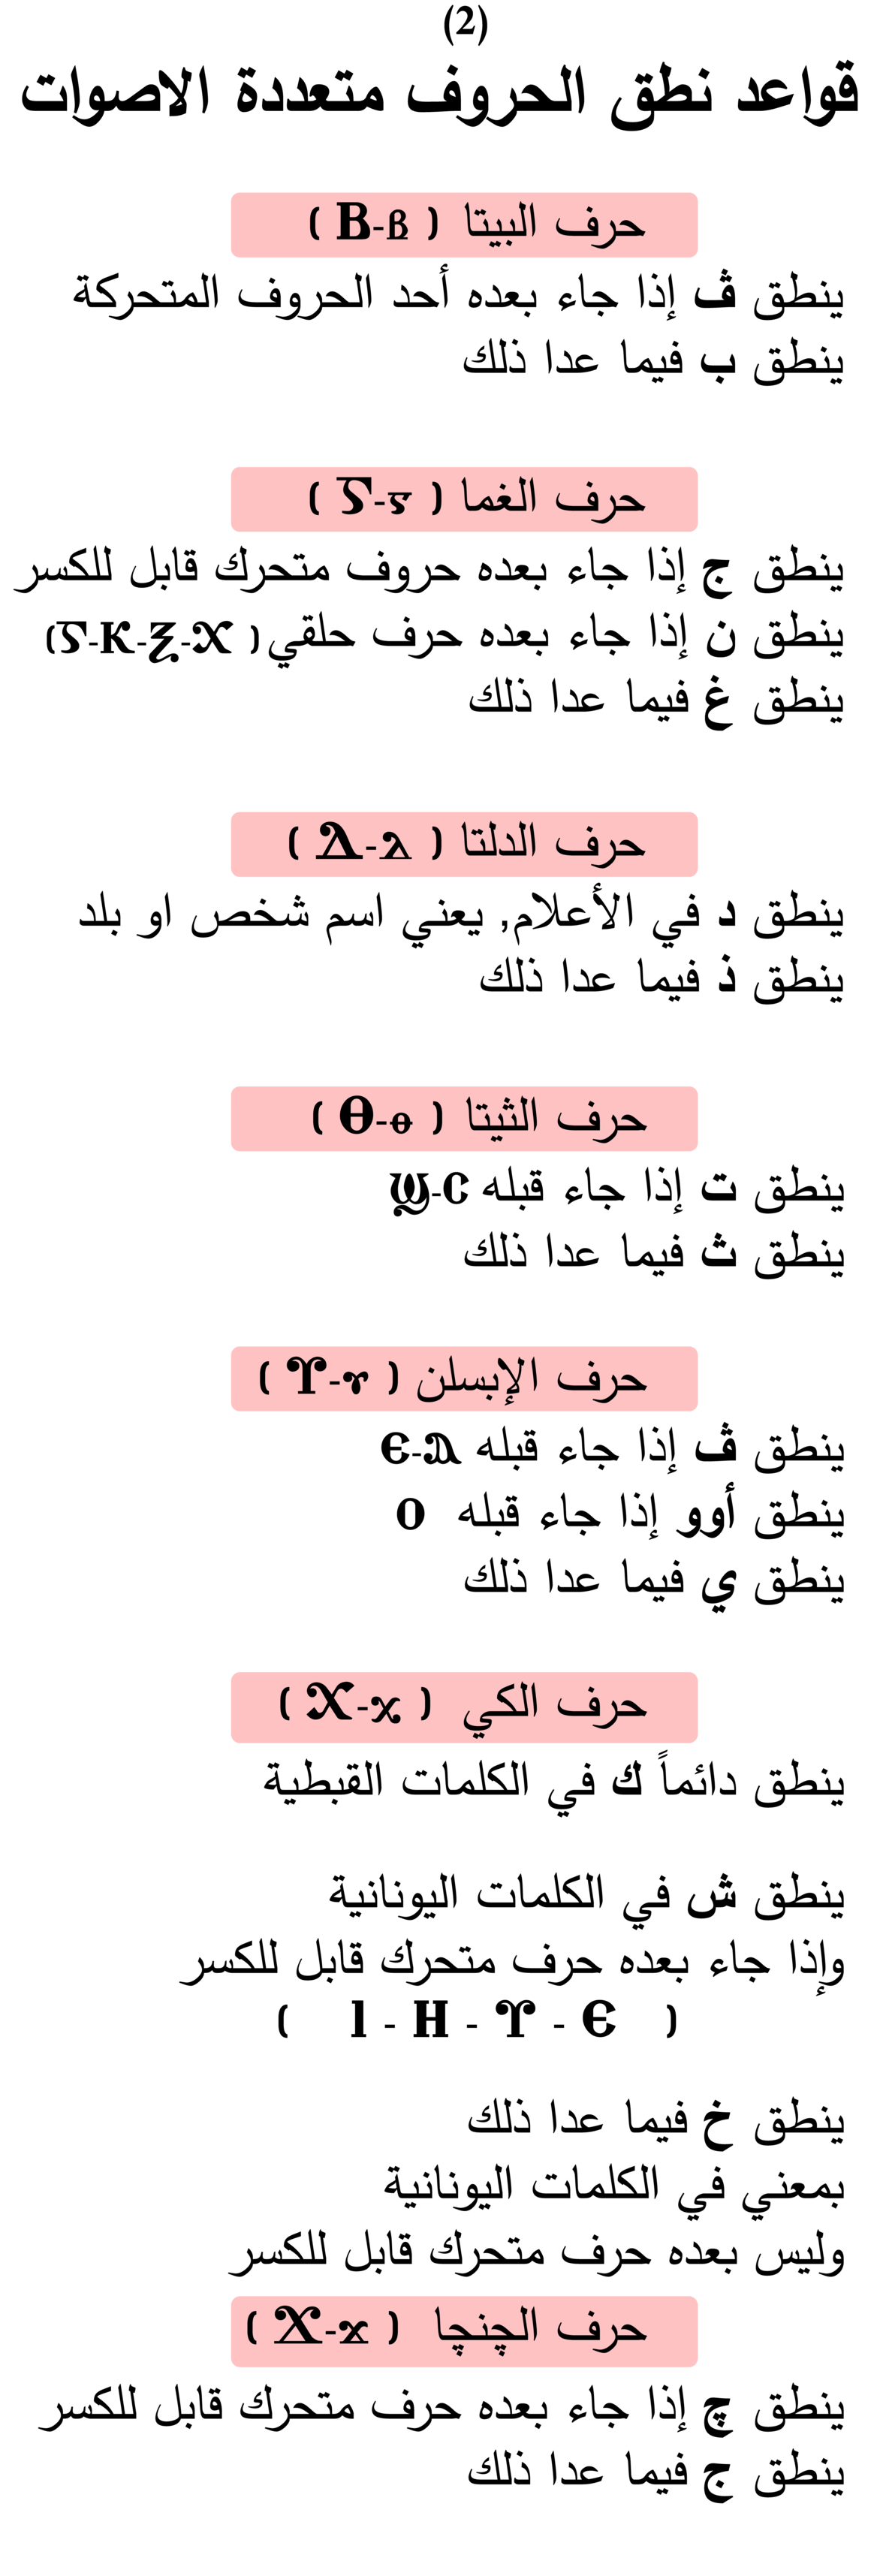 (2)
قواعد نطق الحروف متعددة الاصوات
حرف البيتا ( Ⲃ-ⲃ )
ينطق ڤ إذا جاء بعده أحد الحروف المتحركة
ينطق ب فيما عدا ذلك
حرف الغما ( Ⲅ-ⲅ )
ينطق ج إذا جاء بعده حروف متحرك قابل للكسر
ينطق ن إذا جاء بعده حرف حلقي ( Ⲅ-Ⲕ-Ⲝ-Ⲭ )
ينطق غ فيما عدا ذلك
حرف الدلتا ( Ⲇ-ⲇ )
ينطق د في الأعلام, يعني اسم شخص او بلد
ينطق ذ فيما عدا ذلك
حرف الثيتا ( Ⲑ-ⲑ )
ينطق ت إذا جاء قبله Ϣ-Ⲥ
ينطق ث فيما عدا ذلك
حرف الإبسلن ( Ⲩ-ⲩ )
ينطق ڤ إذا جاء قبله Ⲉ-Ⲁ
ينطق أوو إذا جاء قبله Ⲟ
ينطق ي فيما عدا ذلك
حرف الكي ( Ⲭ-ⲭ )
ينطق دائماً ك في الكلمات القبطية
ينطق ش في الكلمات اليونانية
وإذا جاء بعده حرف متحرك قابل للكسر
( Ⲓ - Ⲏ - Ⲩ - Ⲉ )
ينطق خ فيما عدا ذلك
بمعني في الكلمات اليونانية
وليس بعده حرف متحرك قابل للكسر
حرف الچنچا ( Ϫ-ϫ )
ينطق چ إذا جاء بعده حرف متحرك قابل للكسر
ينطق ج فيما عدا ذلك